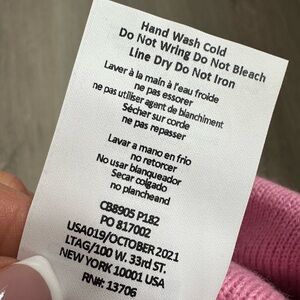 Hand Wash Cold
Do Not Wring Do Not Bleach
Line Dry Do Not Iron
Laver à la main à l'eau froide
ne pas essorer
ne pas utiliser agent de blanchiment
Sécher sur corde
ne pas repasser
Lavar a mano en frio
no retorcer
No usar blanqueador
Secar colgado
no plancheand
CB8905 P182
PO 817002
USA019/OCTOBER 2021
LTAG/100 W. 33rd ST.
NEW YORK 10001 USA
RN#: 13706